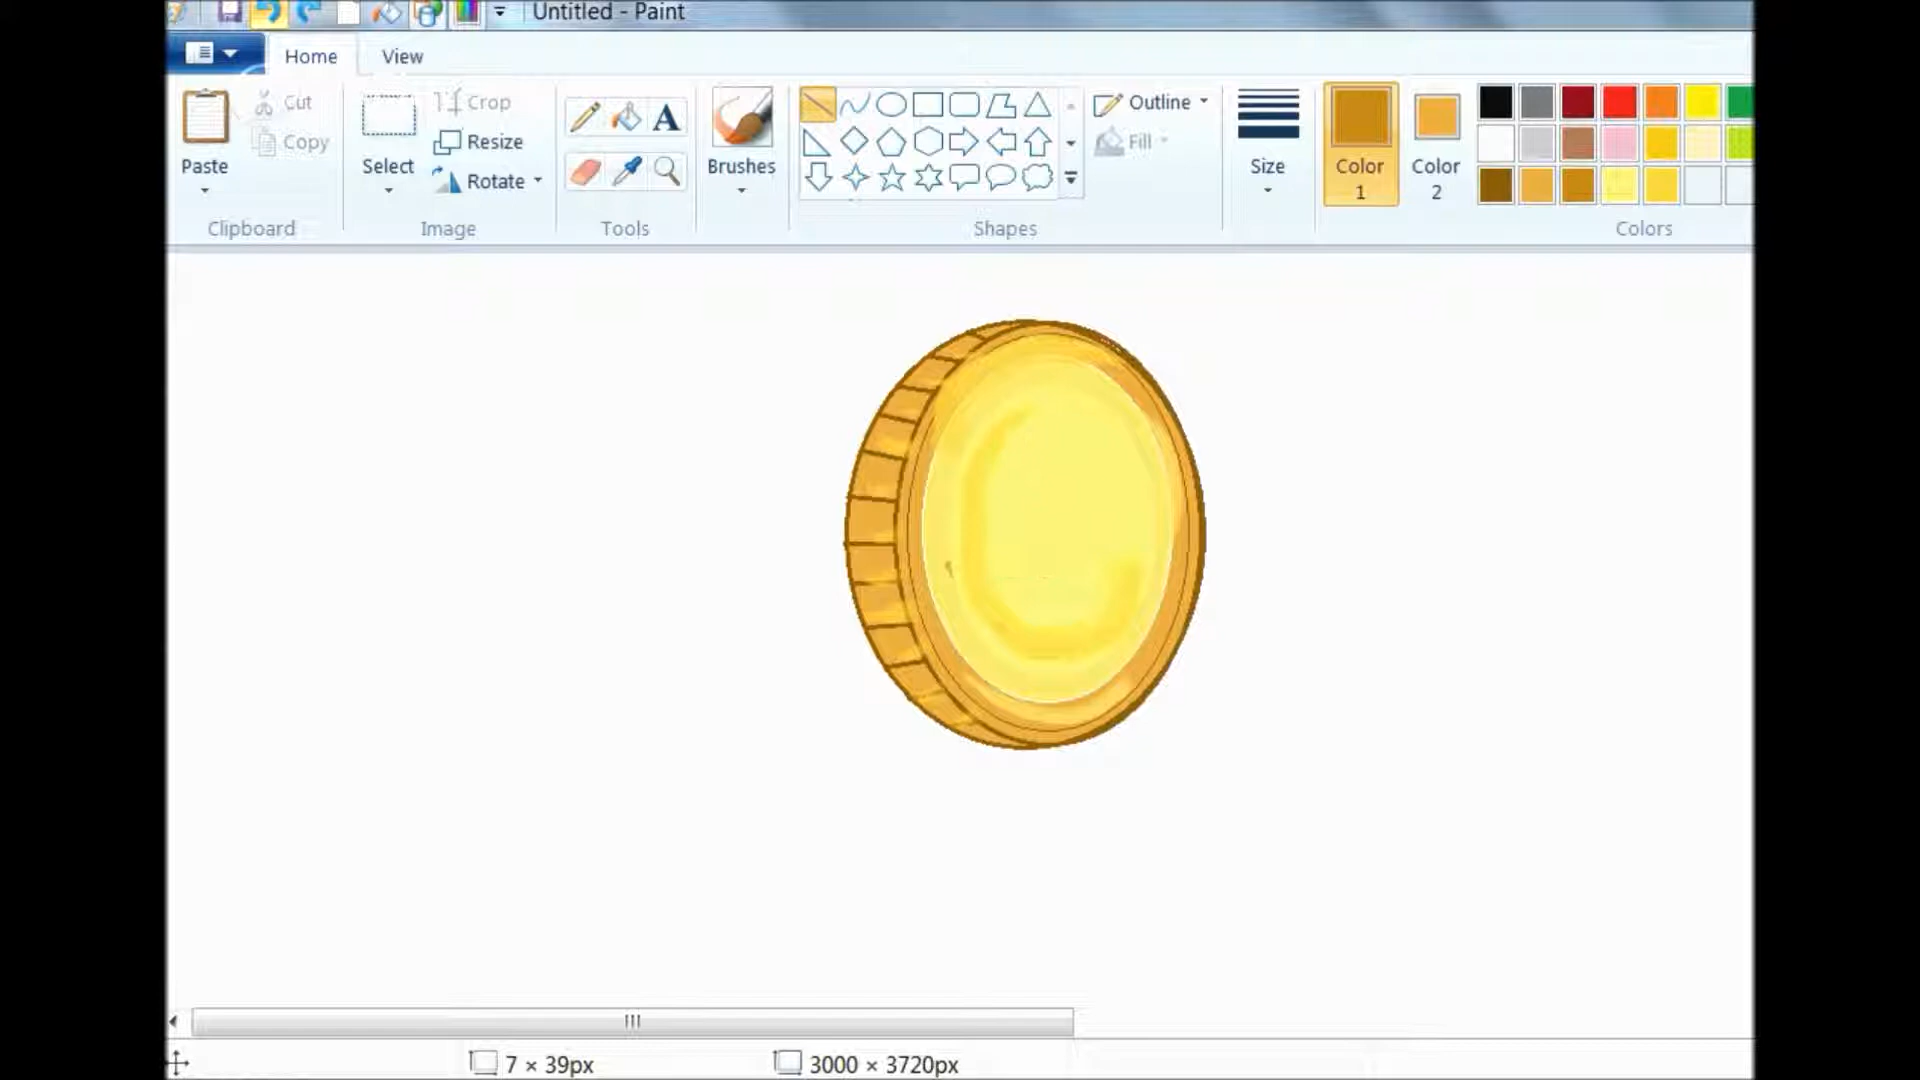 Untitled - Paint
Home View
Cut
Copy
Paste
Clipboard
Crop
Resize
Rotate
Select
Image
A
Tools
Brushes
Outline
Fill
Shapes
Size
Color 1
Color 2
Colors
7 × 39px
3000 × 3720px